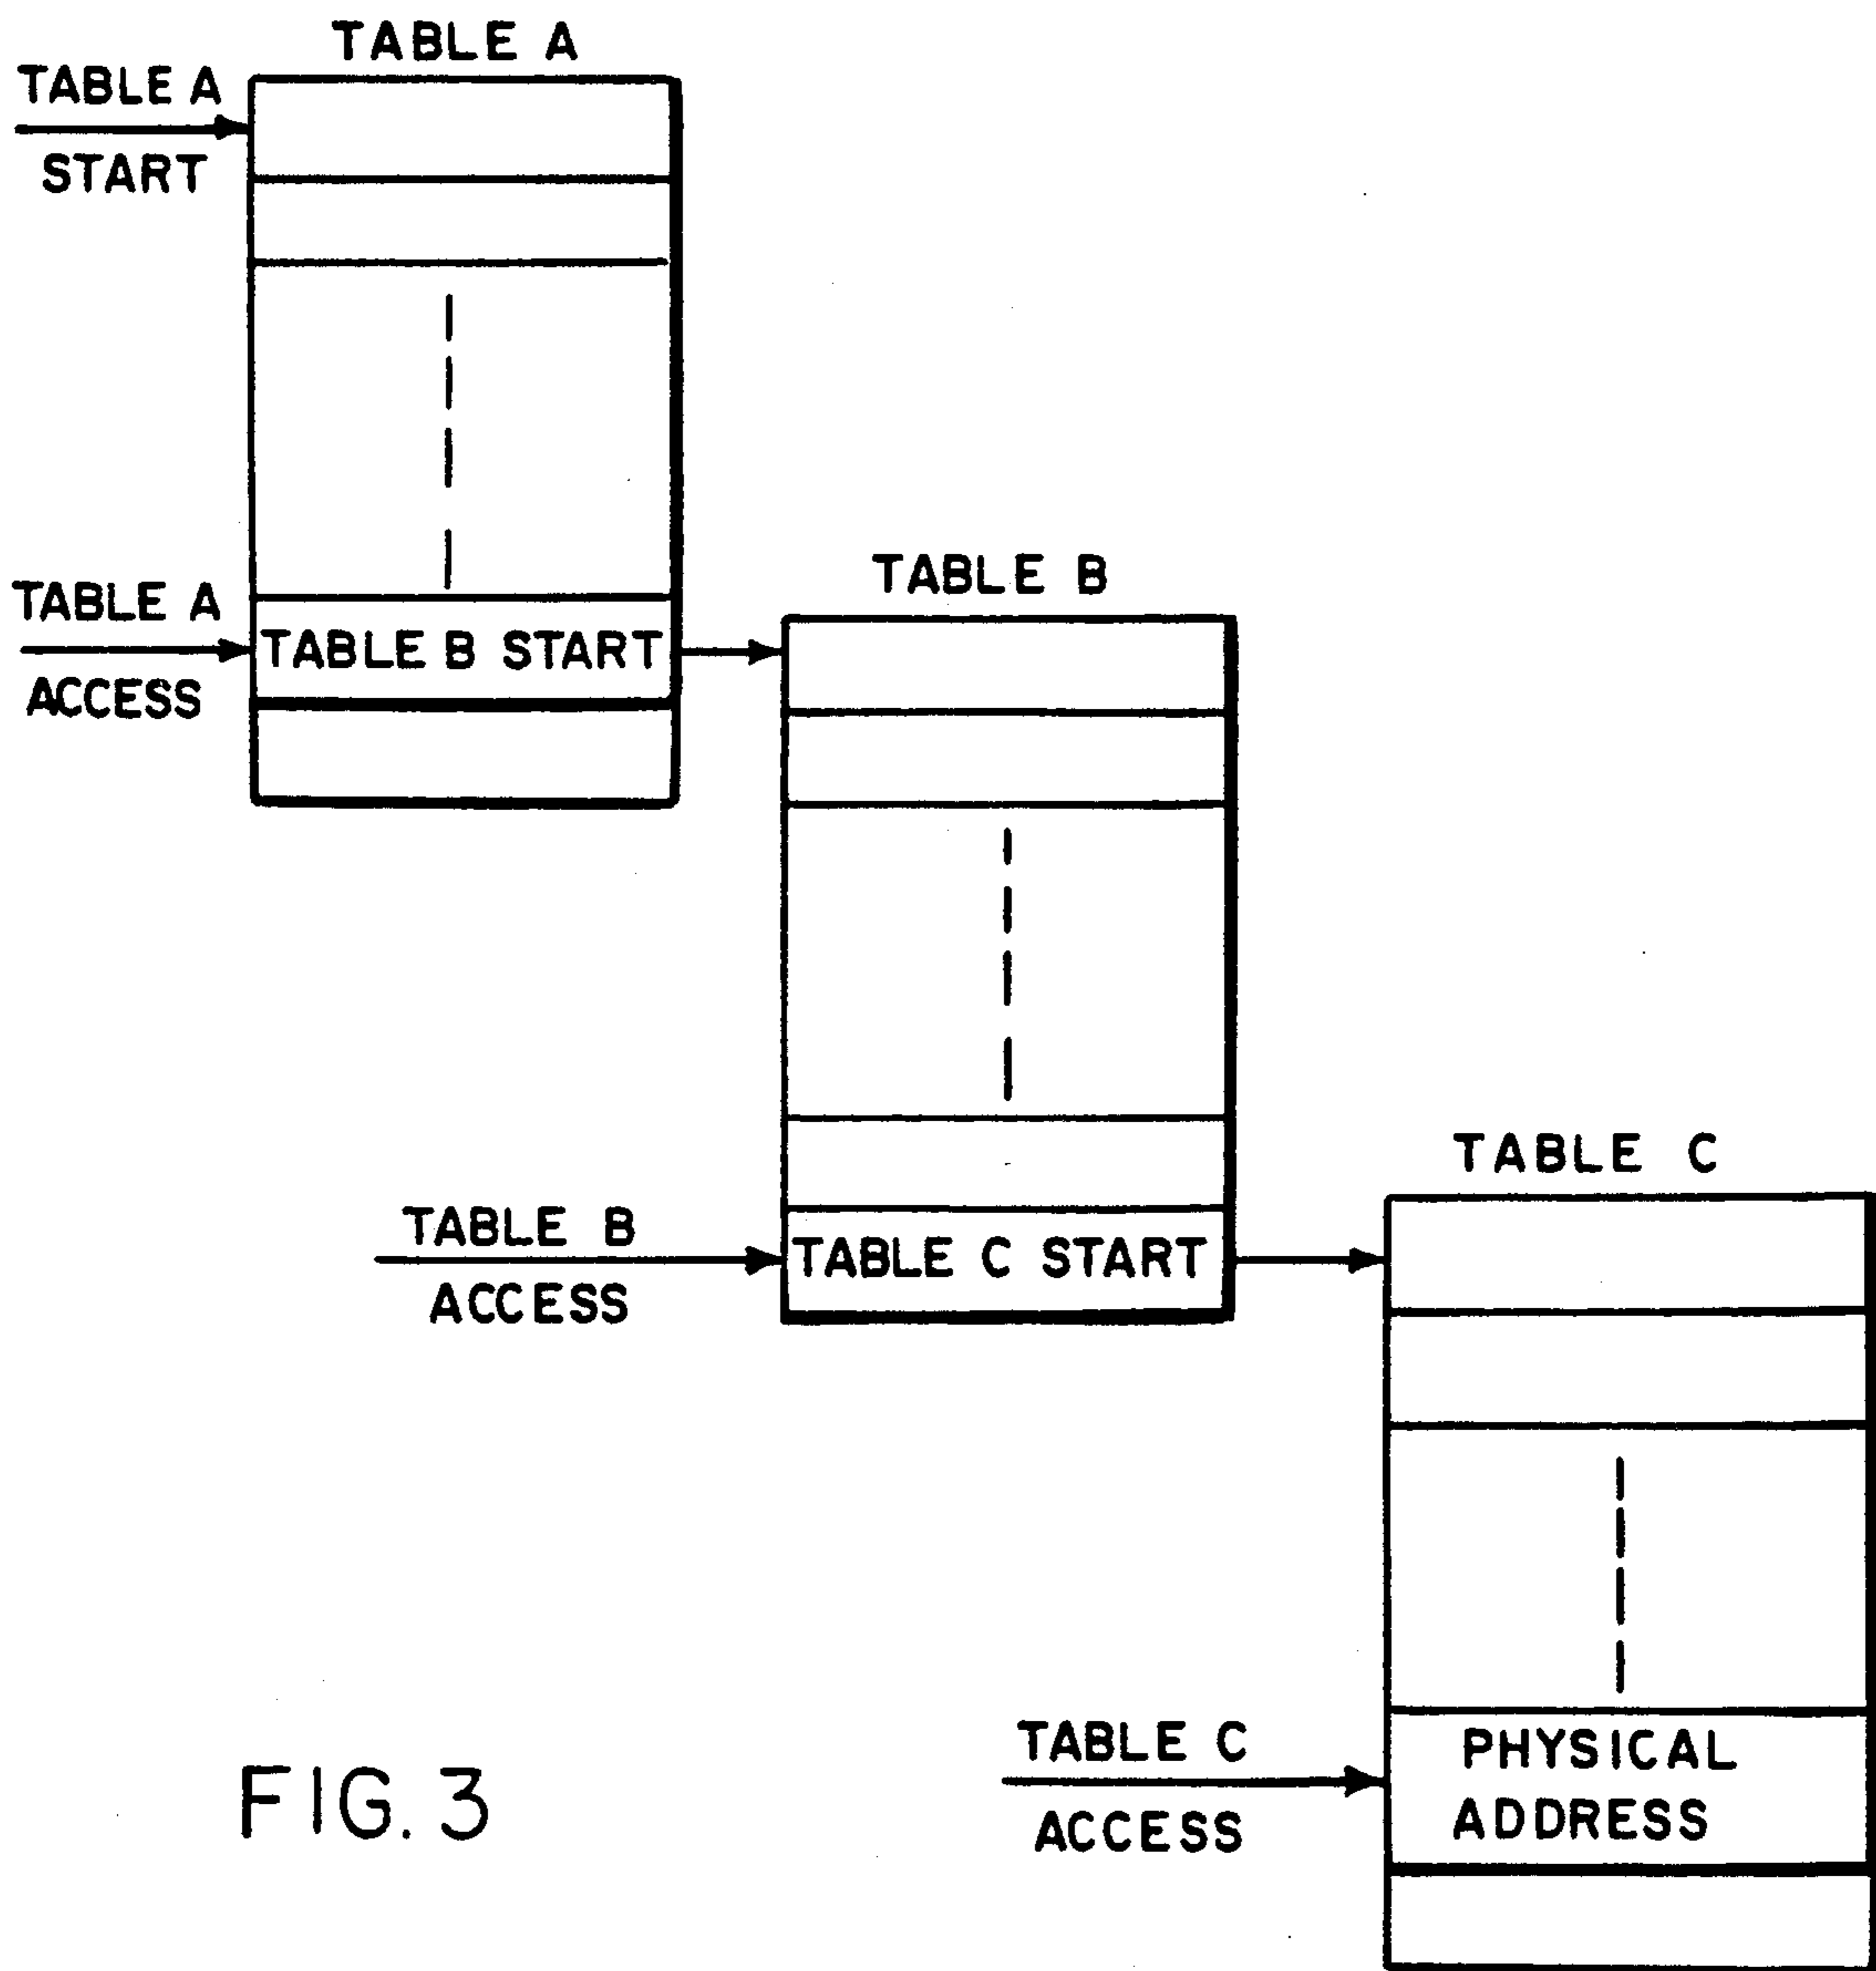 TABLE A
TABLE A
START
TABLE A
ACCESS
TABLE B START
TABLE B
TABLE B
ACCESS
TABLE C START
TABLE C
TABLE C
ACCESS
PHYSICAL
ADDRESS
FIG. 3